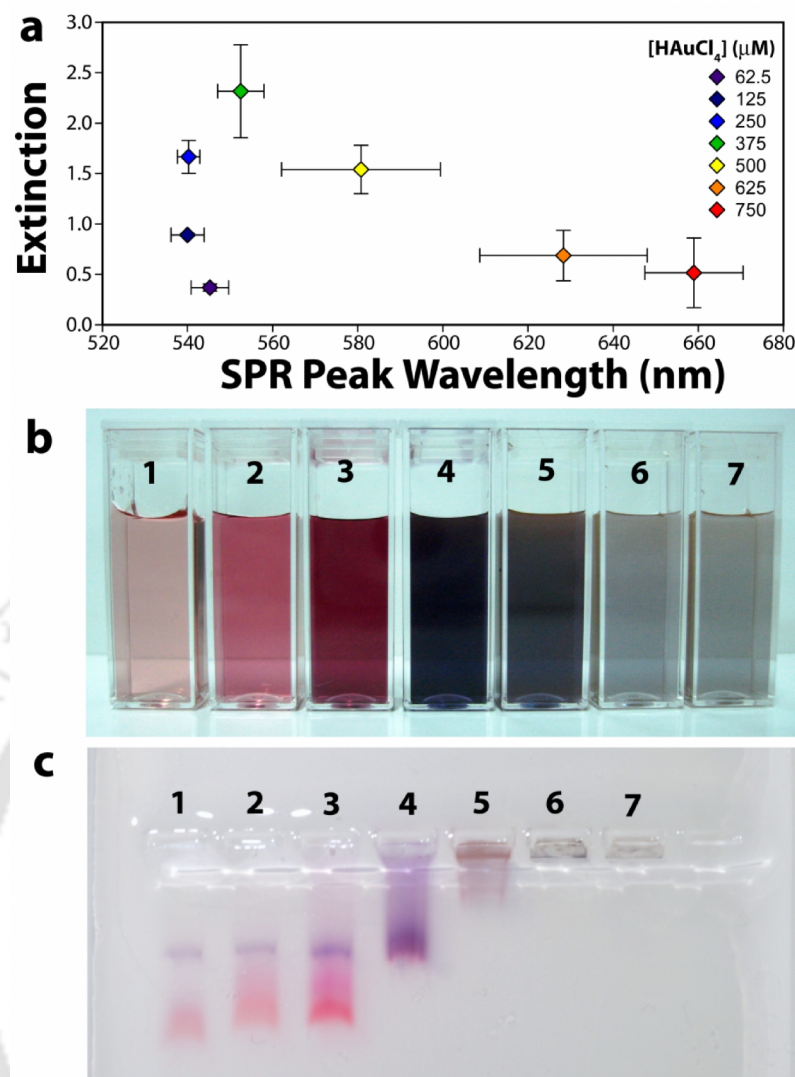 a
3.0
2.5
2.0
1.5
1.0
0.5
0.0
Extinction
[HAuCl4] (μM)
62.5
125
250
375
500
625
750
520 540 560 580 600 620 640 660 680
SPR Peak Wavelength (nm)
b
1 2 3 4 5 6 7
c
1 2 3 4 5 6 7